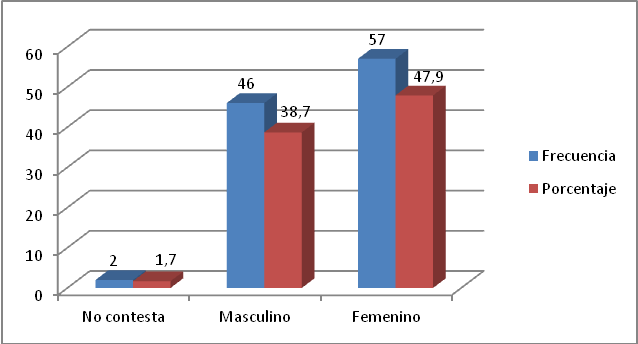 60
50
40
30
20
10
0
2
1,7
46
38,7
57
47,9
No contesta
Masculino
Femenino
Frecuencia
Porcentaje